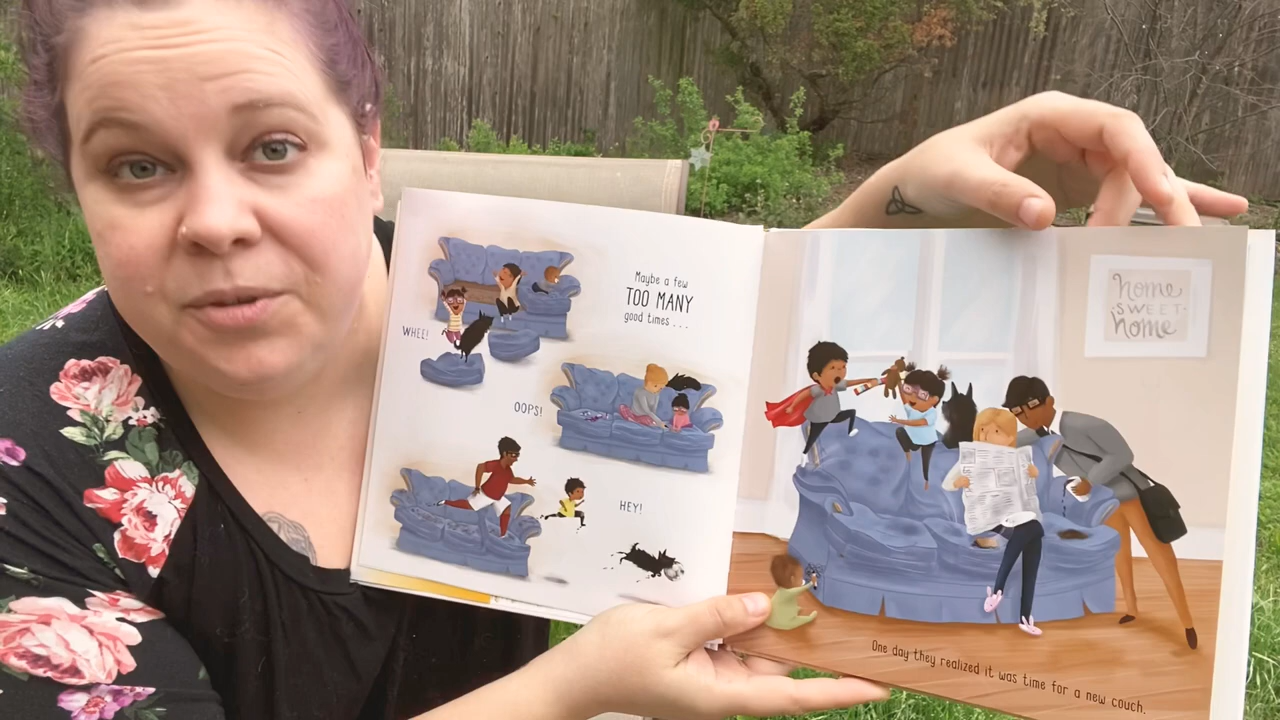 Maybe a few
TOO MANY
good times . . .
WHEE!
OOPS!
HEY!
home
SWEET
home
One day they realized it was time for a new couch.